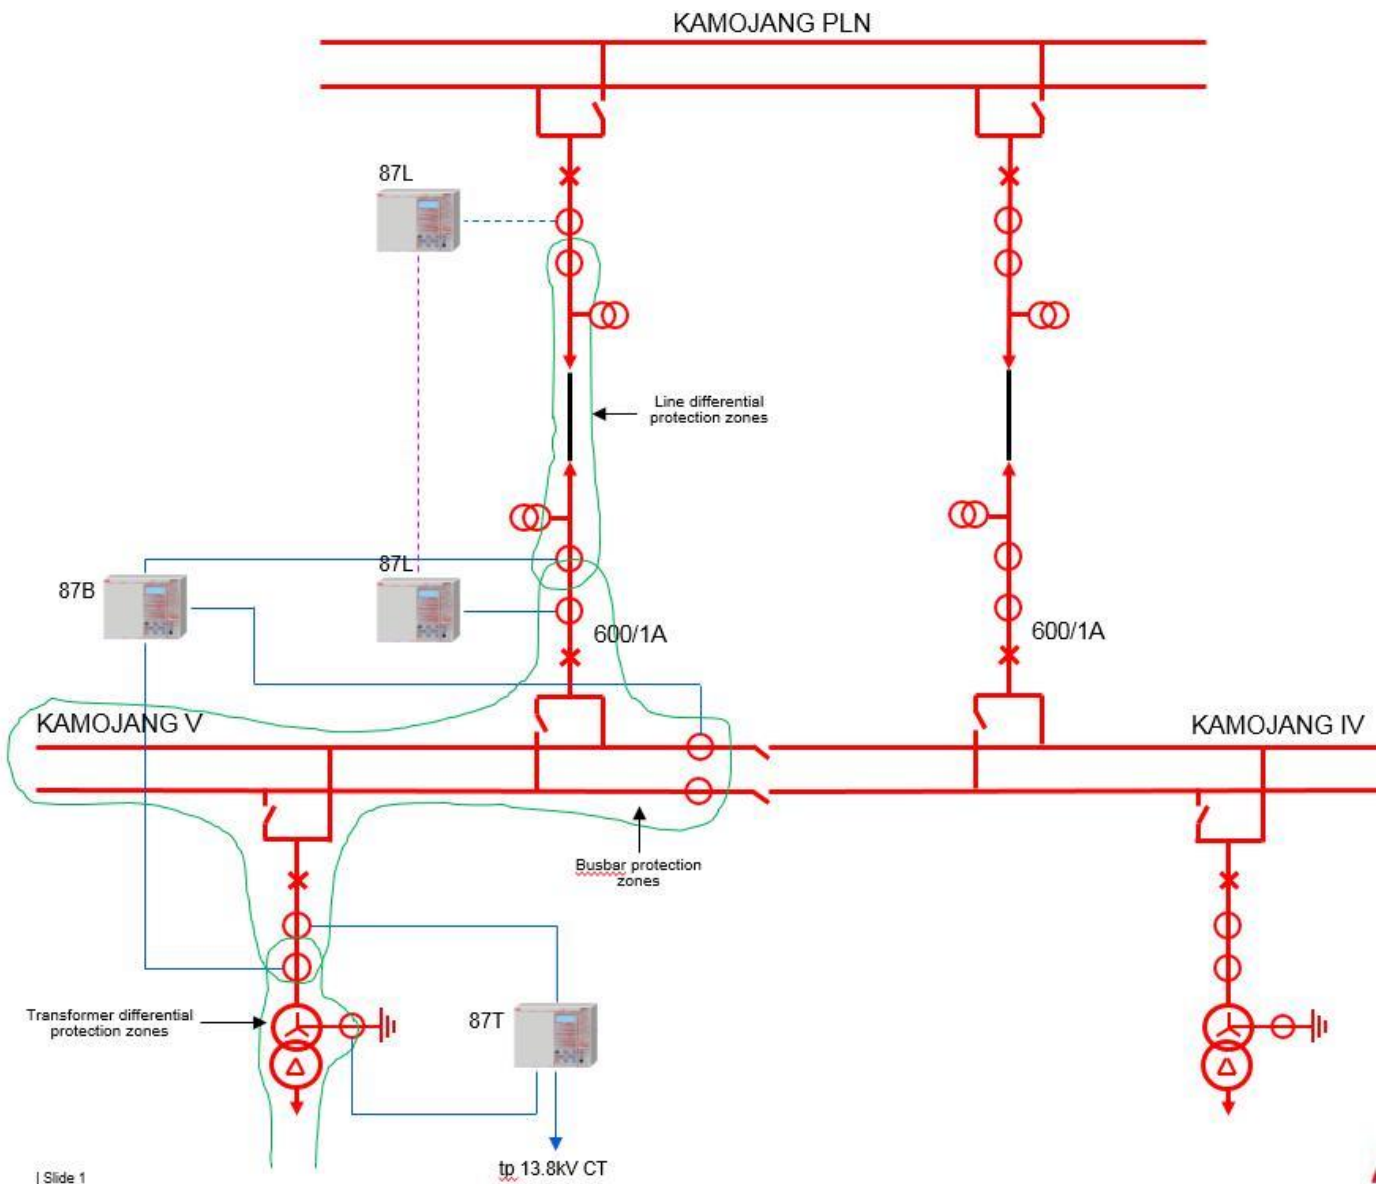 KAMOJANG PLN
87L
Line differential
protection zones
87L
87B
600/1A
600/1A
KAMOJANG V
KAMOJANG IV
Busbar protection
zones
Transformer differential
protection zones
87T
tp 13.8kV CT
| Slide 1